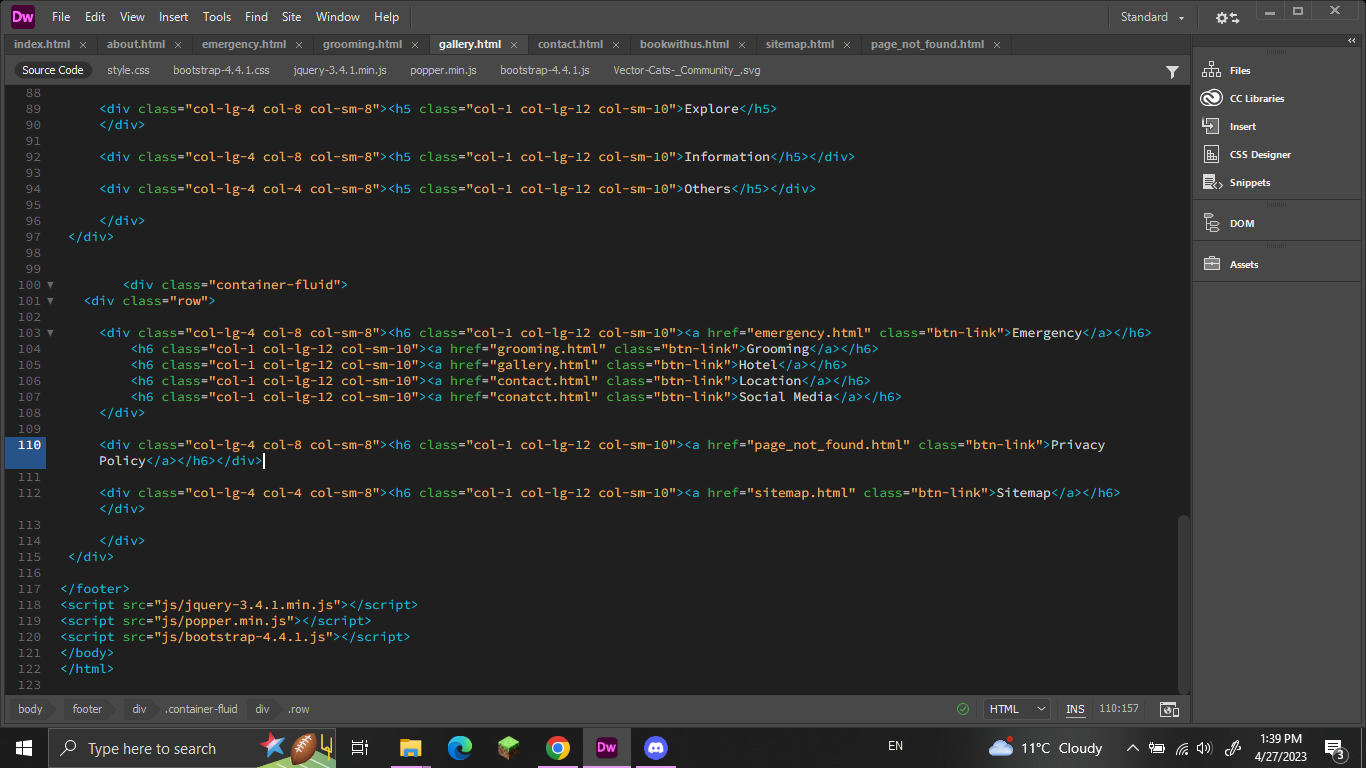 Dw File Edit View Insert Tools Find Site Window Help Standard
index.html about.html emergency.html grooming.html gallery.html contact.html bookwithus.html sitemap.html page_not_found.html
Source Code style.css bootstrap-4.4.1.css jquery-3.4.1.min.js popper.min.js bootstrap-4.4.1.js Vector-Cats-_Community_.svg
88
89 <div class="col-lg-4 col-8 col-sm-8"><h5 class="col-1 col-lg-12 col-sm-10">Explore</h5>
90 </div>
91
92 <div class="col-lg-4 col-8 col-sm-8"><h5 class="col-1 col-lg-12 col-sm-10">Information</h5></div>
93
94 <div class="col-lg-4 col-4 col-sm-8"><h5 class="col-1 col-lg-12 col-sm-10">Others</h5></div>
95
96 </div>
97 </div>
98
99
100 <div class="container-fluid">
101 <div class="row">
102
103 <div class="col-lg-4 col-8 col-sm-8"><h6 class="col-1 col-lg-12 col-sm-10"><a href="emergency.html" class="btn-link">Emergency</a></h6>
104 <h6 class="col-1 col-lg-12 col-sm-10"><a href="grooming.html" class="btn-link">Grooming</a></h6>
105 <h6 class="col-1 col-lg-12 col-sm-10"><a href="gallery.html" class="btn-link">Hotel</a></h6>
106 <h6 class="col-1 col-lg-12 col-sm-10"><a href="contact.html" class="btn-link">Location</a></h6>
107 <h6 class="col-1 col-lg-12 col-sm-10"><a href="conatct.html" class="btn-link">Social Media</a></h6>
108 </div>
109
110 <div class="col-lg-4 col-8 col-sm-8"><h6 class="col-1 col-lg-12 col-sm-10"><a href="page_not_found.html" class="btn-link">Privacy
Policy</a></h6></div>
111
112 <div class="col-lg-4 col-4 col-sm-8"><h6 class="col-1 col-lg-12 col-sm-10"><a href="sitemap.html" class="btn-link">Sitemap</a></h6>
</div>
113
114 </div>
115 </div>
116
117 </footer>
118 <script src="js/jquery-3.4.1.min.js"></script>
119 <script src="js/popper.min.js"></script>
120 <script src="js/bootstrap-4.4.1.js"></script>
121 </body>
122 </html>
123
Files
CC Libraries
Insert
CSS Designer
Snippets
DOM
Assets
body footer div .container-fluid div .row HTML INS 110:157
Type here to search Dw EN 11°C Cloudy 1:39 PM
4/27/2023 3